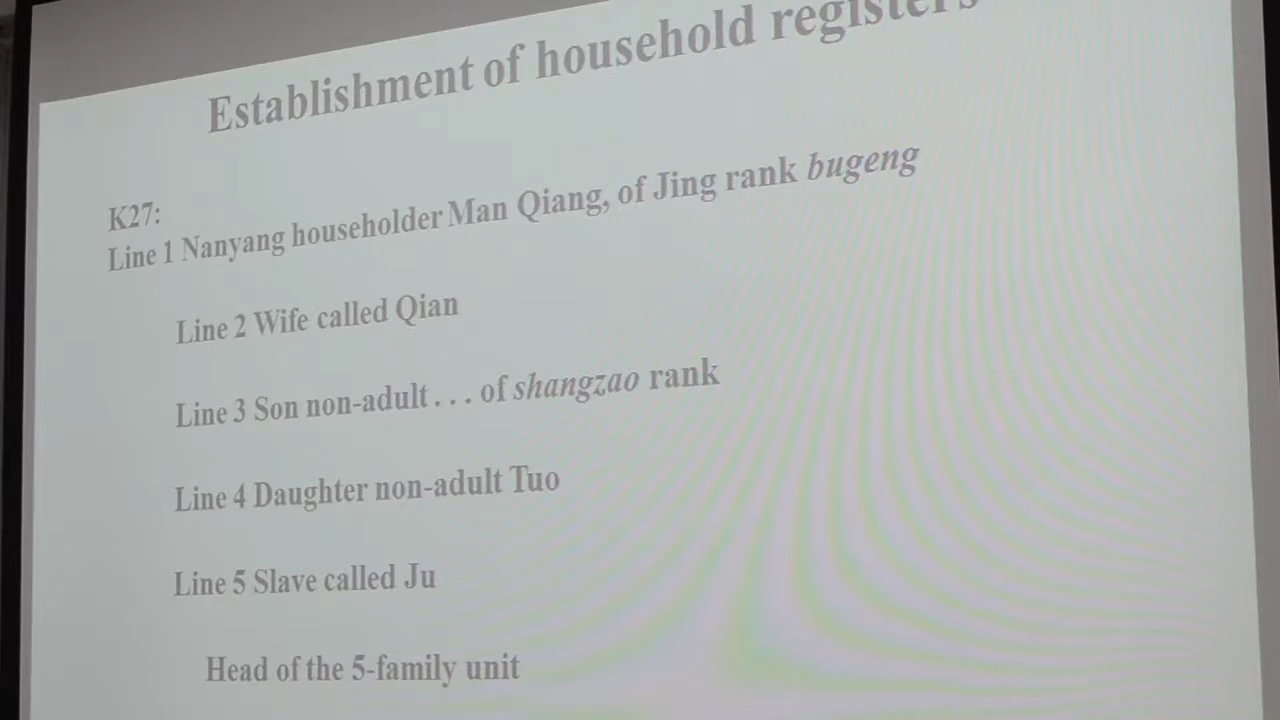 Establishment of household registers
K27:
Line 1 Nanyang householder Man Qiang, of Jing rank bugeng
Line 2 Wife called Qian
Line 3 Son non-adult . . . of shangzao rank
Line 4 Daughter non-adult Tuo
Line 5 Slave called Ju
Head of the 5-family unit